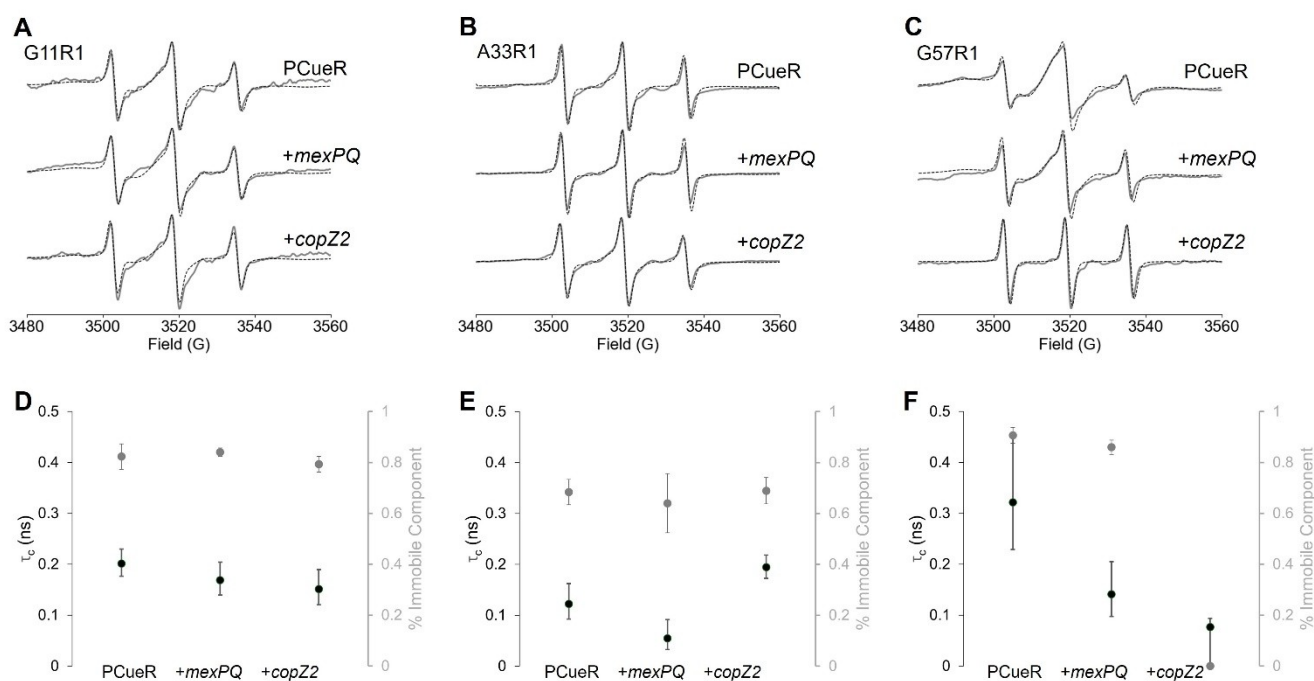 A
G11R1
PCueR
+mexPQ
+copZ2
3480 3500 3520 3540 3560
Field (G)
B
A33R1
PCueR
+mexPQ
+copZ2
3480 3500 3520 3540 3560
Field (G)
C
G57R1
PCueR
+mexPQ
+copZ2
3480 3500 3520 3540 3560
Field (G)
D
0.5
0.4
0.3
0.2
0.1
0
τc (ns)
1
0.8
0.6
0.4
0.2
0
% Immobile Component
PCueR +mexPQ +copZ2
E
0.5
0.4
0.3
0.2
0.1
0
τc (ns)
1
0.8
0.6
0.4
0.2
0
% Immobile Component
PCueR +mexPQ +copZ2
F
0.5
0.4
0.3
0.2
0.1
0
τc (ns)
1
0.8
0.6
0.4
0.2
0
% Immobile Component
PCueR +mexPQ +copZ2